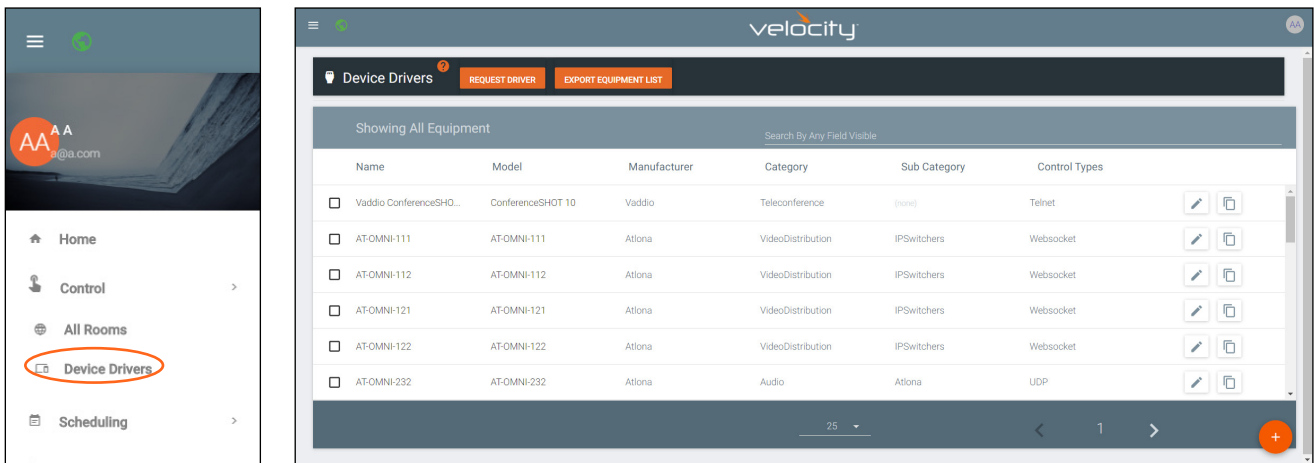 AA
A A
a@a.com
Home
Control
All Rooms
Device Drivers
Scheduling
velocity
AA
Device Drivers ? REQUEST DRIVER EXPORT EQUIPMENT LIST
Showing All Equipment Search By Any Field Visible
Name Model Manufacturer Category Sub Category Control Types
Vaddio ConferenceSHO... ConferenceSHOT 10 Vaddio Teleconference (none) Telnet
AT-OMNI-111 AT-OMNI-111 Atlona VideoDistribution IPSwitchers Websocket
AT-OMNI-112 AT-OMNI-112 Atlona VideoDistribution IPSwitchers Websocket
AT-OMNI-121 AT-OMNI-121 Atlona VideoDistribution IPSwitchers Websocket
AT-OMNI-122 AT-OMNI-122 Atlona VideoDistribution IPSwitchers Websocket
AT-OMNI-232 AT-OMNI-232 Atlona Audio Atlona UDP
25 1